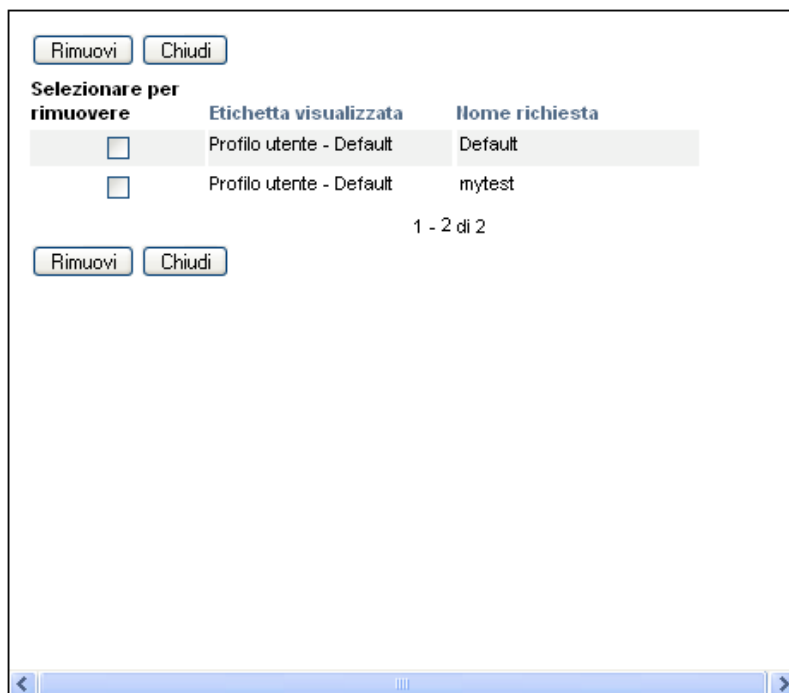 Rimuovi Chiudi
Selezionare per
rimuovere Etichetta visualizzata Nome richiesta
Profilo utente - Default Default
Profilo utente - Default mytest
1 - 2 di 2
Rimuovi Chiudi